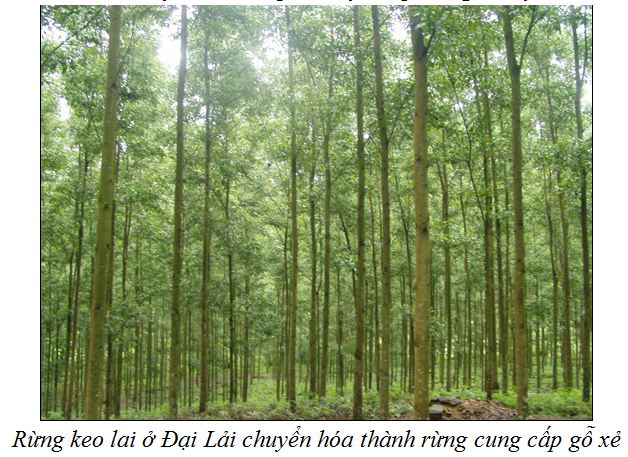 Rừng keo lai ở Đại Lải chuyển hóa thành rừng cung cấp gỗ xẻ